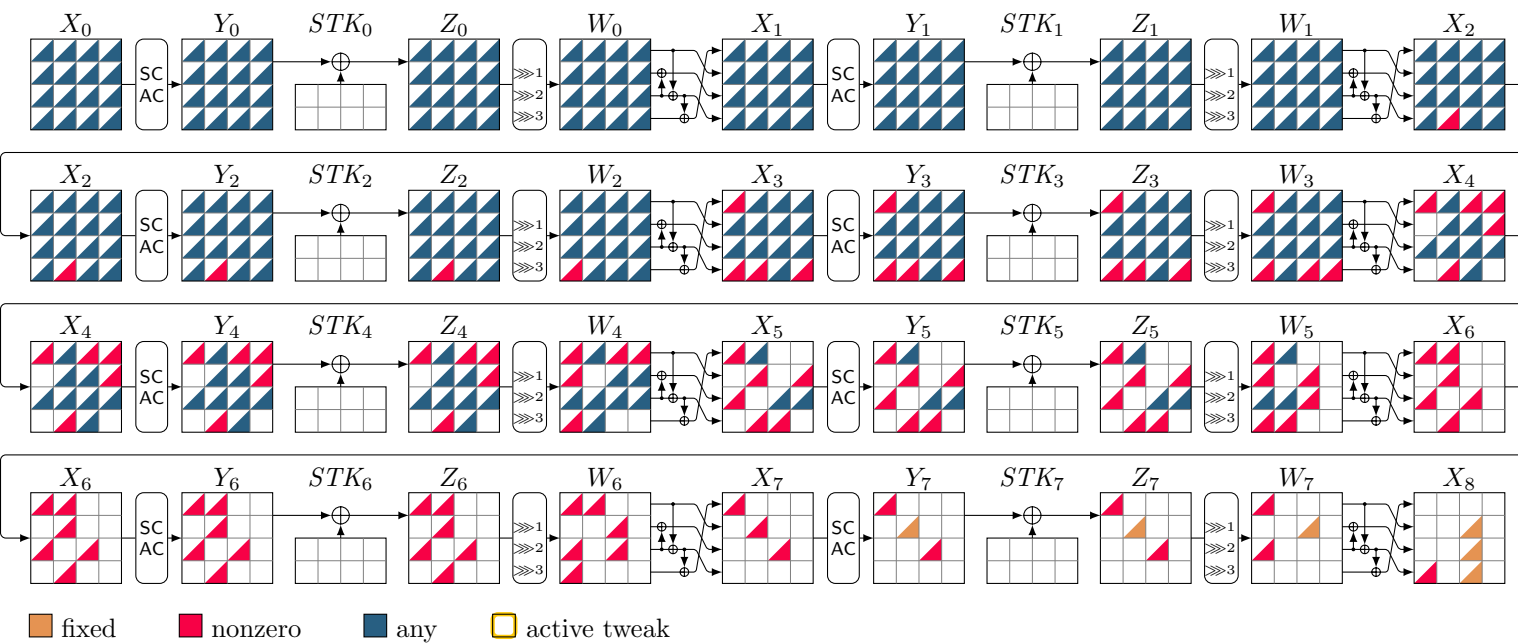 X0 Y0 STK0 Z0 W0 X1 Y1 STK1 Z1 W1 X2
SC AC ⋙1 ⋙2 ⋙3 SC AC ⋙1 ⋙2 ⋙3
X2 Y2 STK2 Z2 W2 X3 Y3 STK3 Z3 W3 X4
SC AC ⋙1 ⋙2 ⋙3 SC AC ⋙1 ⋙2 ⋙3
X4 Y4 STK4 Z4 W4 X5 Y5 STK5 Z5 W5 X6
SC AC ⋙1 ⋙2 ⋙3 SC AC ⋙1 ⋙2 ⋙3
X6 Y6 STK6 Z6 W6 X7 Y7 STK7 Z7 W7 X8
SC AC ⋙1 ⋙2 ⋙3 SC AC ⋙1 ⋙2 ⋙3
fixed nonzero any active tweak